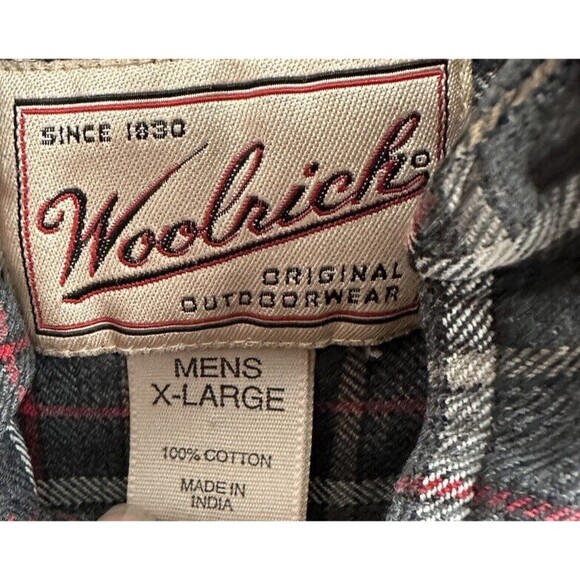 SINCE 1830
Woolrich
ORIGINAL
OUTDOORWEAR
MENS
X-LARGE
100% COTTON
MADE IN
INDIA